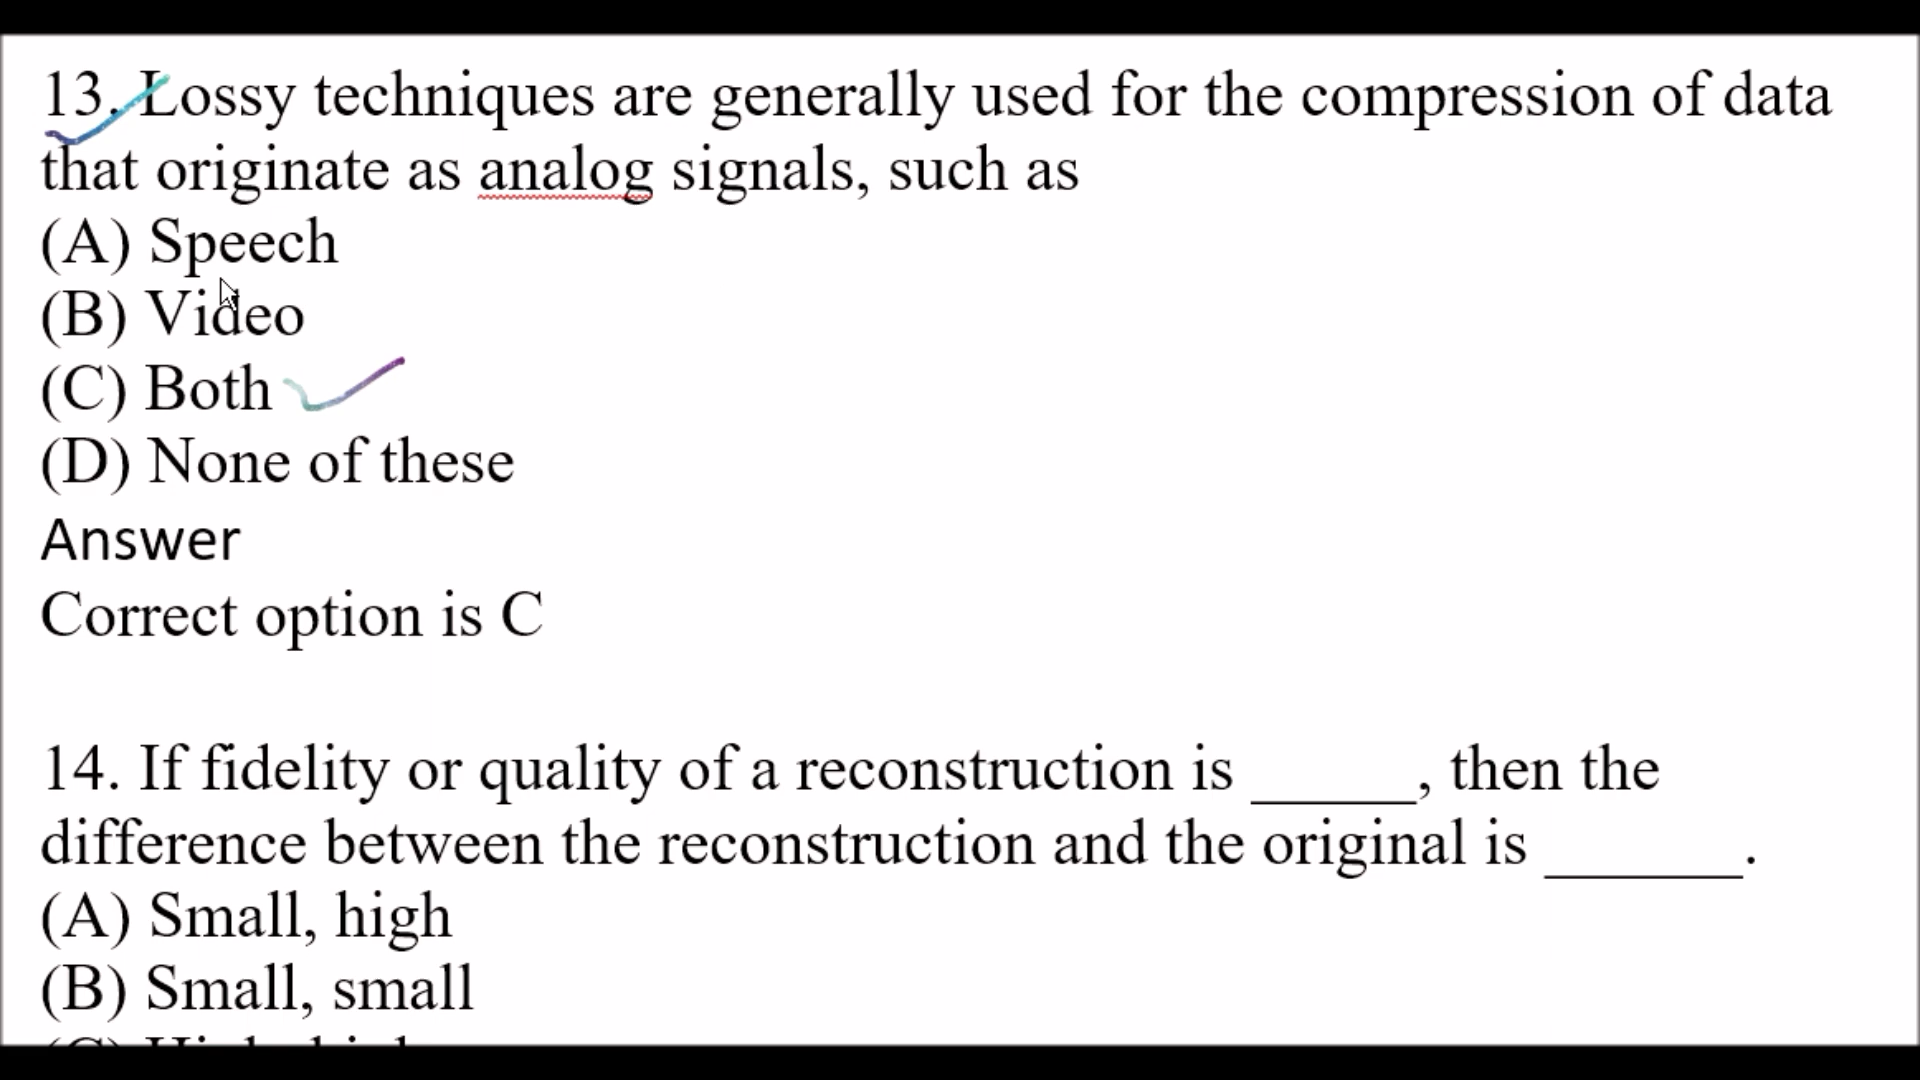 13. Lossy techniques are generally used for the compression of data
that originate as analog signals, such as
(A) Speech
(B) Video
(C) Both
(D) None of these
Answer
Correct option is C
14. If fidelity or quality of a reconstruction is _____, then the
difference between the reconstruction and the original is ______.
(A) Small, high
(B) Small, small